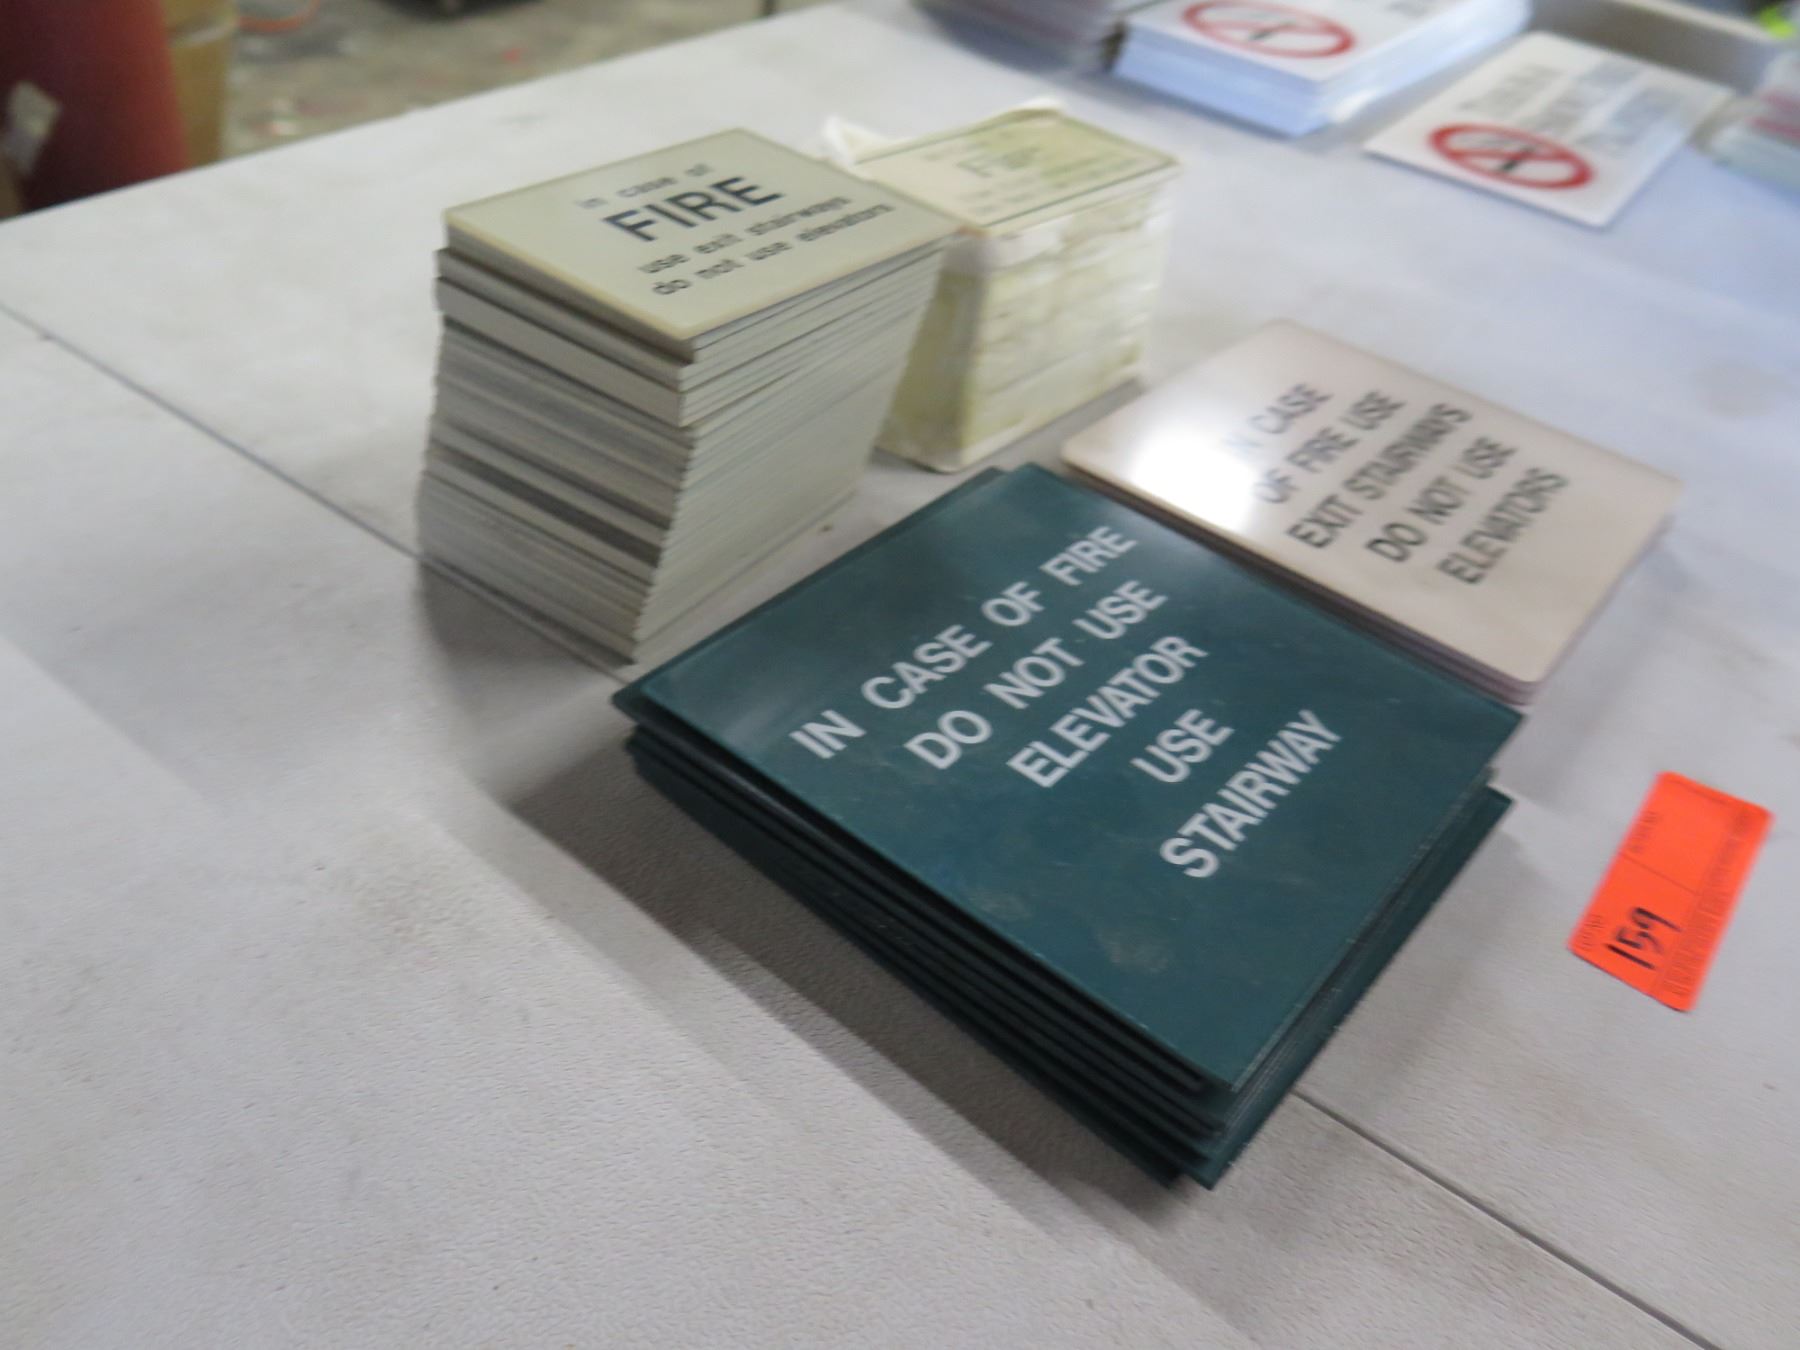 in case of
FIRE
use exit stairways
do not use elevators
IN CASE
OF FIRE USE
EXIT STAIRWAYS
DO NOT USE
ELEVATORS
IN CASE OF FIRE
DO NOT USE
ELEVATOR
USE
STAIRWAY
159